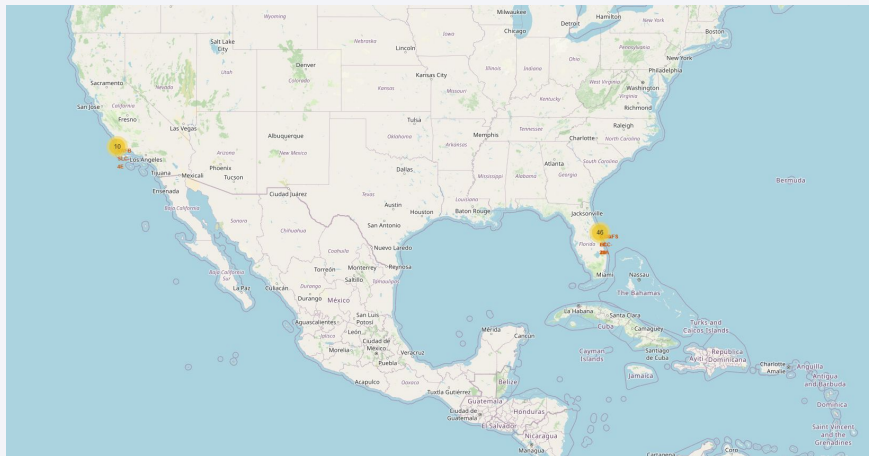 Milwaukee
Hamilton
New York
Wyoming
Detroit
Boston
Chicago
Salt Lake
City
Nebraska
Iowa
Pennsylvania
Lincoln
New York
Utah
Denver
Illinois
Indiana
Ohio
Philadelphia
Sacramento
Nevada
Colorado
Kansas City
West Virginia
Washington
Kansas
Missouri
Virginia
San Jose
California
Kentucky
Richmond
Fresno
Tulsa
Las Vegas
Tennessee
Raleigh
Albuquerque
Oklahoma
Memphis
Charlotte
North Carolina
10
Arizona
New Mexico
Arkansas
Los Angeles
South Carolina
4E
Phoenix
Dallas
Atlanta
Tijuana
Mexicali
Tucson
Mississippi
Alabama
Georgia
Bermuda
Ensenada
Ciudad Juárez
Texas
Louisiana
Baja California
Austin
Houston
Baton Rouge
Jacksonville
Sonora
San Antonio
Chihuahua
46
Florida
Coahuila
Nuevo Laredo
Baja California
Sur
Torreón
Monterrey
Reynosa
Miami
Nassau
La Paz
Culiacán
Durango
Saltillo
Tamaulipas
The Bahamas
Durango
México
La Habana
Santa Clara
Aguascalientes
San Luis
Potosí
Mérida
Cancun
Cuba
Camagüey
Turks and
Caicos Islands
Jalisco
León
Ciudad de
México
Cayman
Islands
Santiago
de Cuba
Republica
Dominicana
Ayiti
Morelia
Veracruz
Puebla
Charlotte
Amalie
Anguilla
Acapulco
Oaxaca
Belize
Jamaica
Antigua
and Barbuda
Tuxtla Gutiérrez
Guatemala
Dominica
Ciudad de
Guatemala
Honduras
El Salvador
Saint Vincent
and the
Grenadines
Nicaragua
Managua
Cartagena
Coro